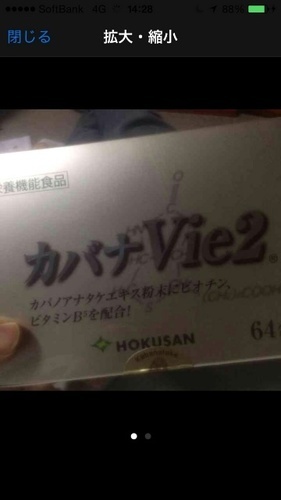 SoftBank 4G 14:28 88%
閉じる 拡大・縮小
栄養機能食品
カバナVie2®
カバノアナタケエキス粉末にビオチン、
ビタミンB²を配合!
HOKUSAN
64